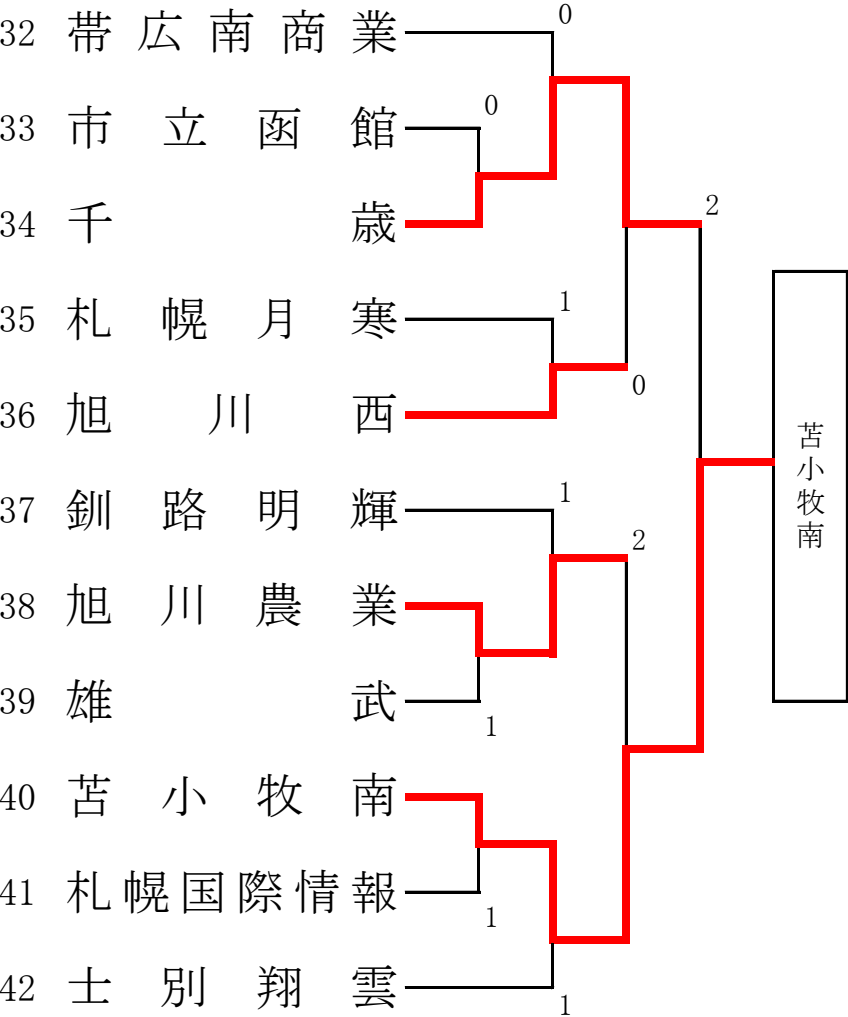 32 帯広南商業
0
33 市立函館
0
34 千歳
2
35 札幌月寒
1
0
36 旭川西
苫小牧南
37 釧路明輝
1
2
38 旭川農業
39 雄武
1
40 苫小牧南
41 札幌国際情報
1
42 士別翔雲
1